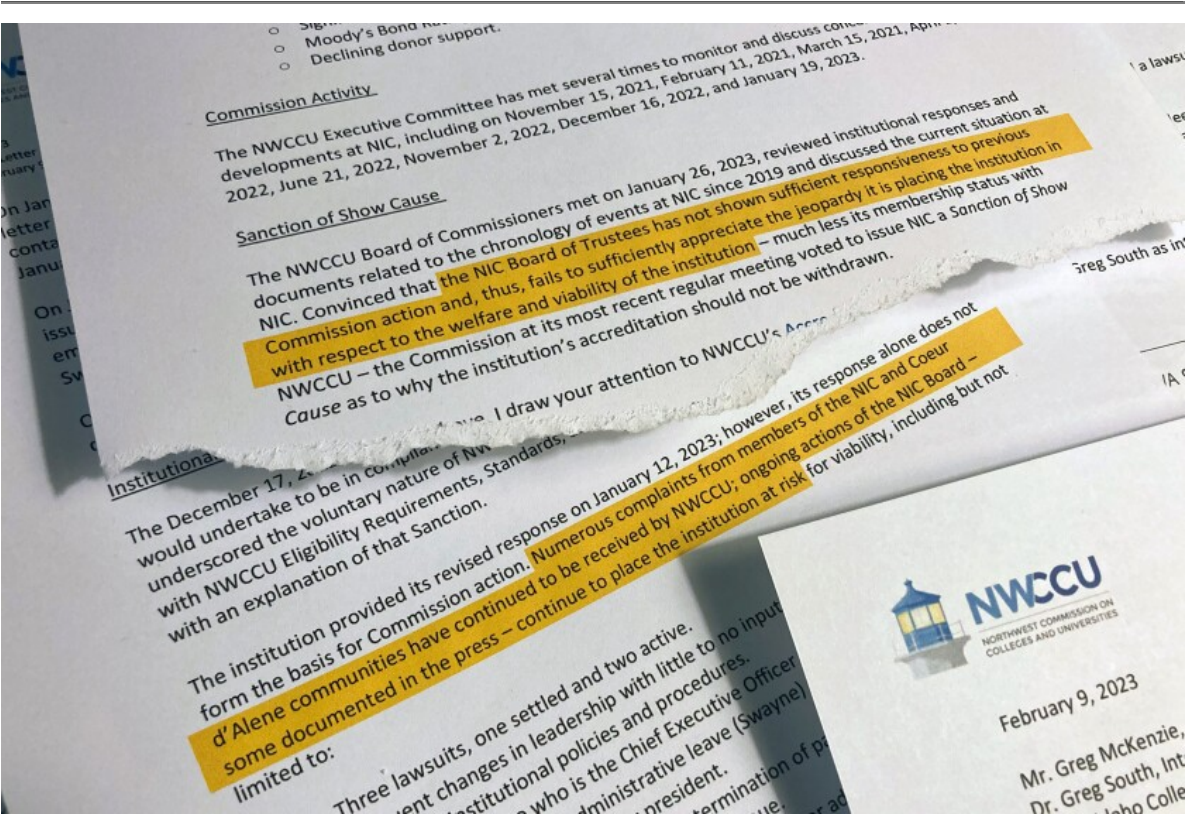 Moody's Bond
Declining donor support.
Commission Activity
The NWCCU Executive Committee has met several times to monitor and discuss
developments at NIC, including on November 15, 2021, February 11, 2021, March 15, 2021,
2022, June 21, 2022, November 2, 2022, December 16, 2022, and January 19, 2023.
Sanction of Show Cause
The NWCCU Board of Commissioners met on January 26, 2023, reviewed institutional responses and
documents related to the chronology of events at NIC since 2019 and discussed the current situation at
NIC. Convinced that the NIC Board of Trustees has not shown sufficient responsiveness to previous
Commission action and, thus, fails to sufficiently appreciate the jeopardy it is placing the institution in
with respect to the welfare and viability of the institution – much less its membership status with
NWCCU – the Commission at its most recent regular meeting voted to issue NIC a Sanction of Show
Cause as to why the institution's accreditation should not be withdrawn.
I draw your attention to NWCCU's
The December 17,
would undertake to be in
underscored the voluntary nature of
with NWCCU Eligibility Requirements, Standards,
with an explanation of that Sanction.
The institution provided its revised response on January 12, 2023; however, its response alone does not
form the basis for Commission action. Numerous complaints from members of the NIC and Coeur
d'Alene communities have continued to be received by NWCCU; ongoing actions of the NIC Board –
some documented in the press – continue to place the institution at risk for viability, including but not
limited to:
Three lawsuits, one settled and two active.
changes in leadership with little to no input
policies and procedures.
who is the Chief Executive Officer
administrative leave (Swayne)
president.
Greg South as
NWCCU
NORTHWEST COMMISSION ON
COLLEGES AND UNIVERSITIES
February 9, 2023
Mr. Greg McKenzie,
Dr. Greg South,